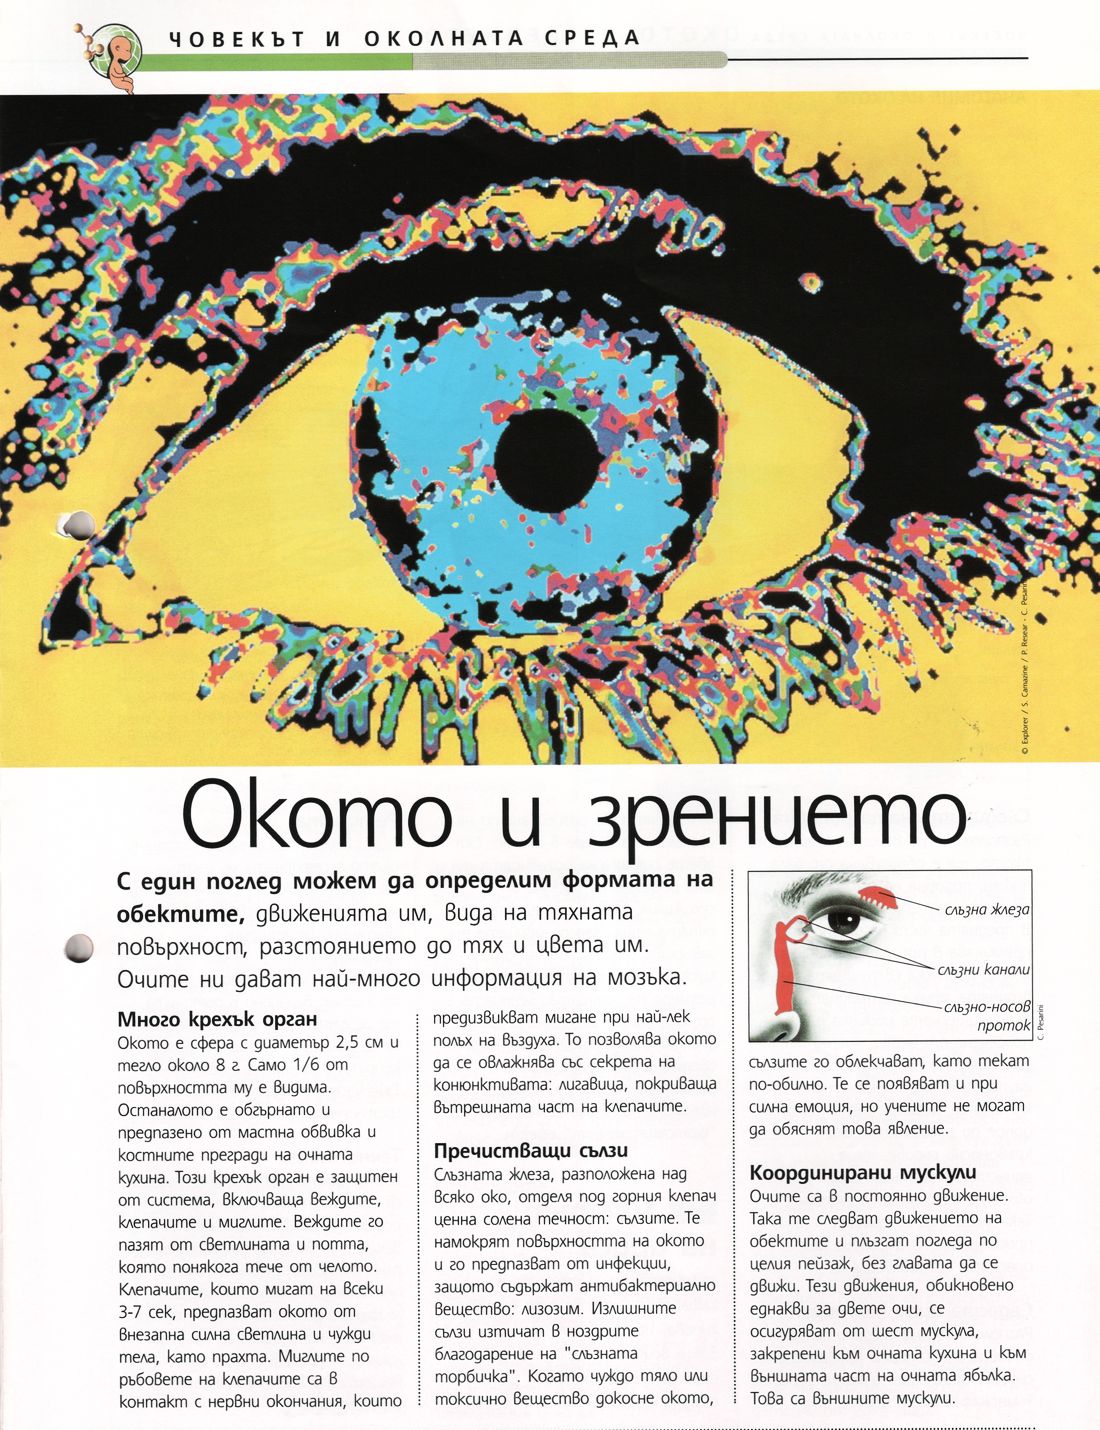 ЧОВЕКЪТ И ОКОЛНАТА СРЕДА
© Explorer / S. Camazine / P. Resear - C. Pesarini
Окото и зрението
С един поглед можем да определим формата на
обектите, движенията им, вида на тяхната
повърхност, разстоянието до тях и цвета им.
Очите ни дават най-много информация на мозъка.
Много крехък орган
Окото е сфера с диаметър 2,5 см и
тегло около 8 г. Само 1/6 от
повърхността му е видима.
Останалото е обгърнато и
предпазено от мастна обвивка и
костните прегради на очната
кухина. Този крехък орган е защитен
от система, включваща веждите,
клепачите и миглите. Веждите го
пазят от светлината и потта,
която понякога тече от челото.
Клепачите, които мигат на всеки
3-7 сек, предпазват окото от
внезапна силна светлина и чужди
тела, като прахта. Миглите по
ръбовете на клепачите са в
контакт с нервни окончания, които
предизвикват мигане при най-лек
полъх на въздуха. То позволява окото
да се овлажнява със секрета на
конюнктивата: лигавица, покриваща
вътрешната част на клепачите.
Пречистващи сълзи
Слъзната жлеза, разположена над
всяко око, отделя под горния клепач
ценна солена течност: сълзите. Те
намокрят повърхността на окото
и го предпазват от инфекции,
защото съдържат антибактериално
вещество: лизозим. Излишните
сълзи изтичат в ноздрите
благодарение на "слъзната
торбичка". Когато чуждо тяло или
токсично вещество докосне окото,
слъзна жлеза
слъзни канали
слъзно-носов
проток
C. Pesarini
сълзите го облекчават, като текат
по-обилно. Те се появяват и при
силна емоция, но учените не могат
да обяснят това явление.
Координирани мускули
Очите са в постоянно движение.
Така те следват движението на
обектите и плъзгат погледа по
целия пейзаж, без главата да се
движи. Тези движения, обикновено
еднакви за двете очи, се
осигуряват от шест мускула,
закрепени към очната кухина и към
външната част на очната ябълка.
Това са външните мускули.